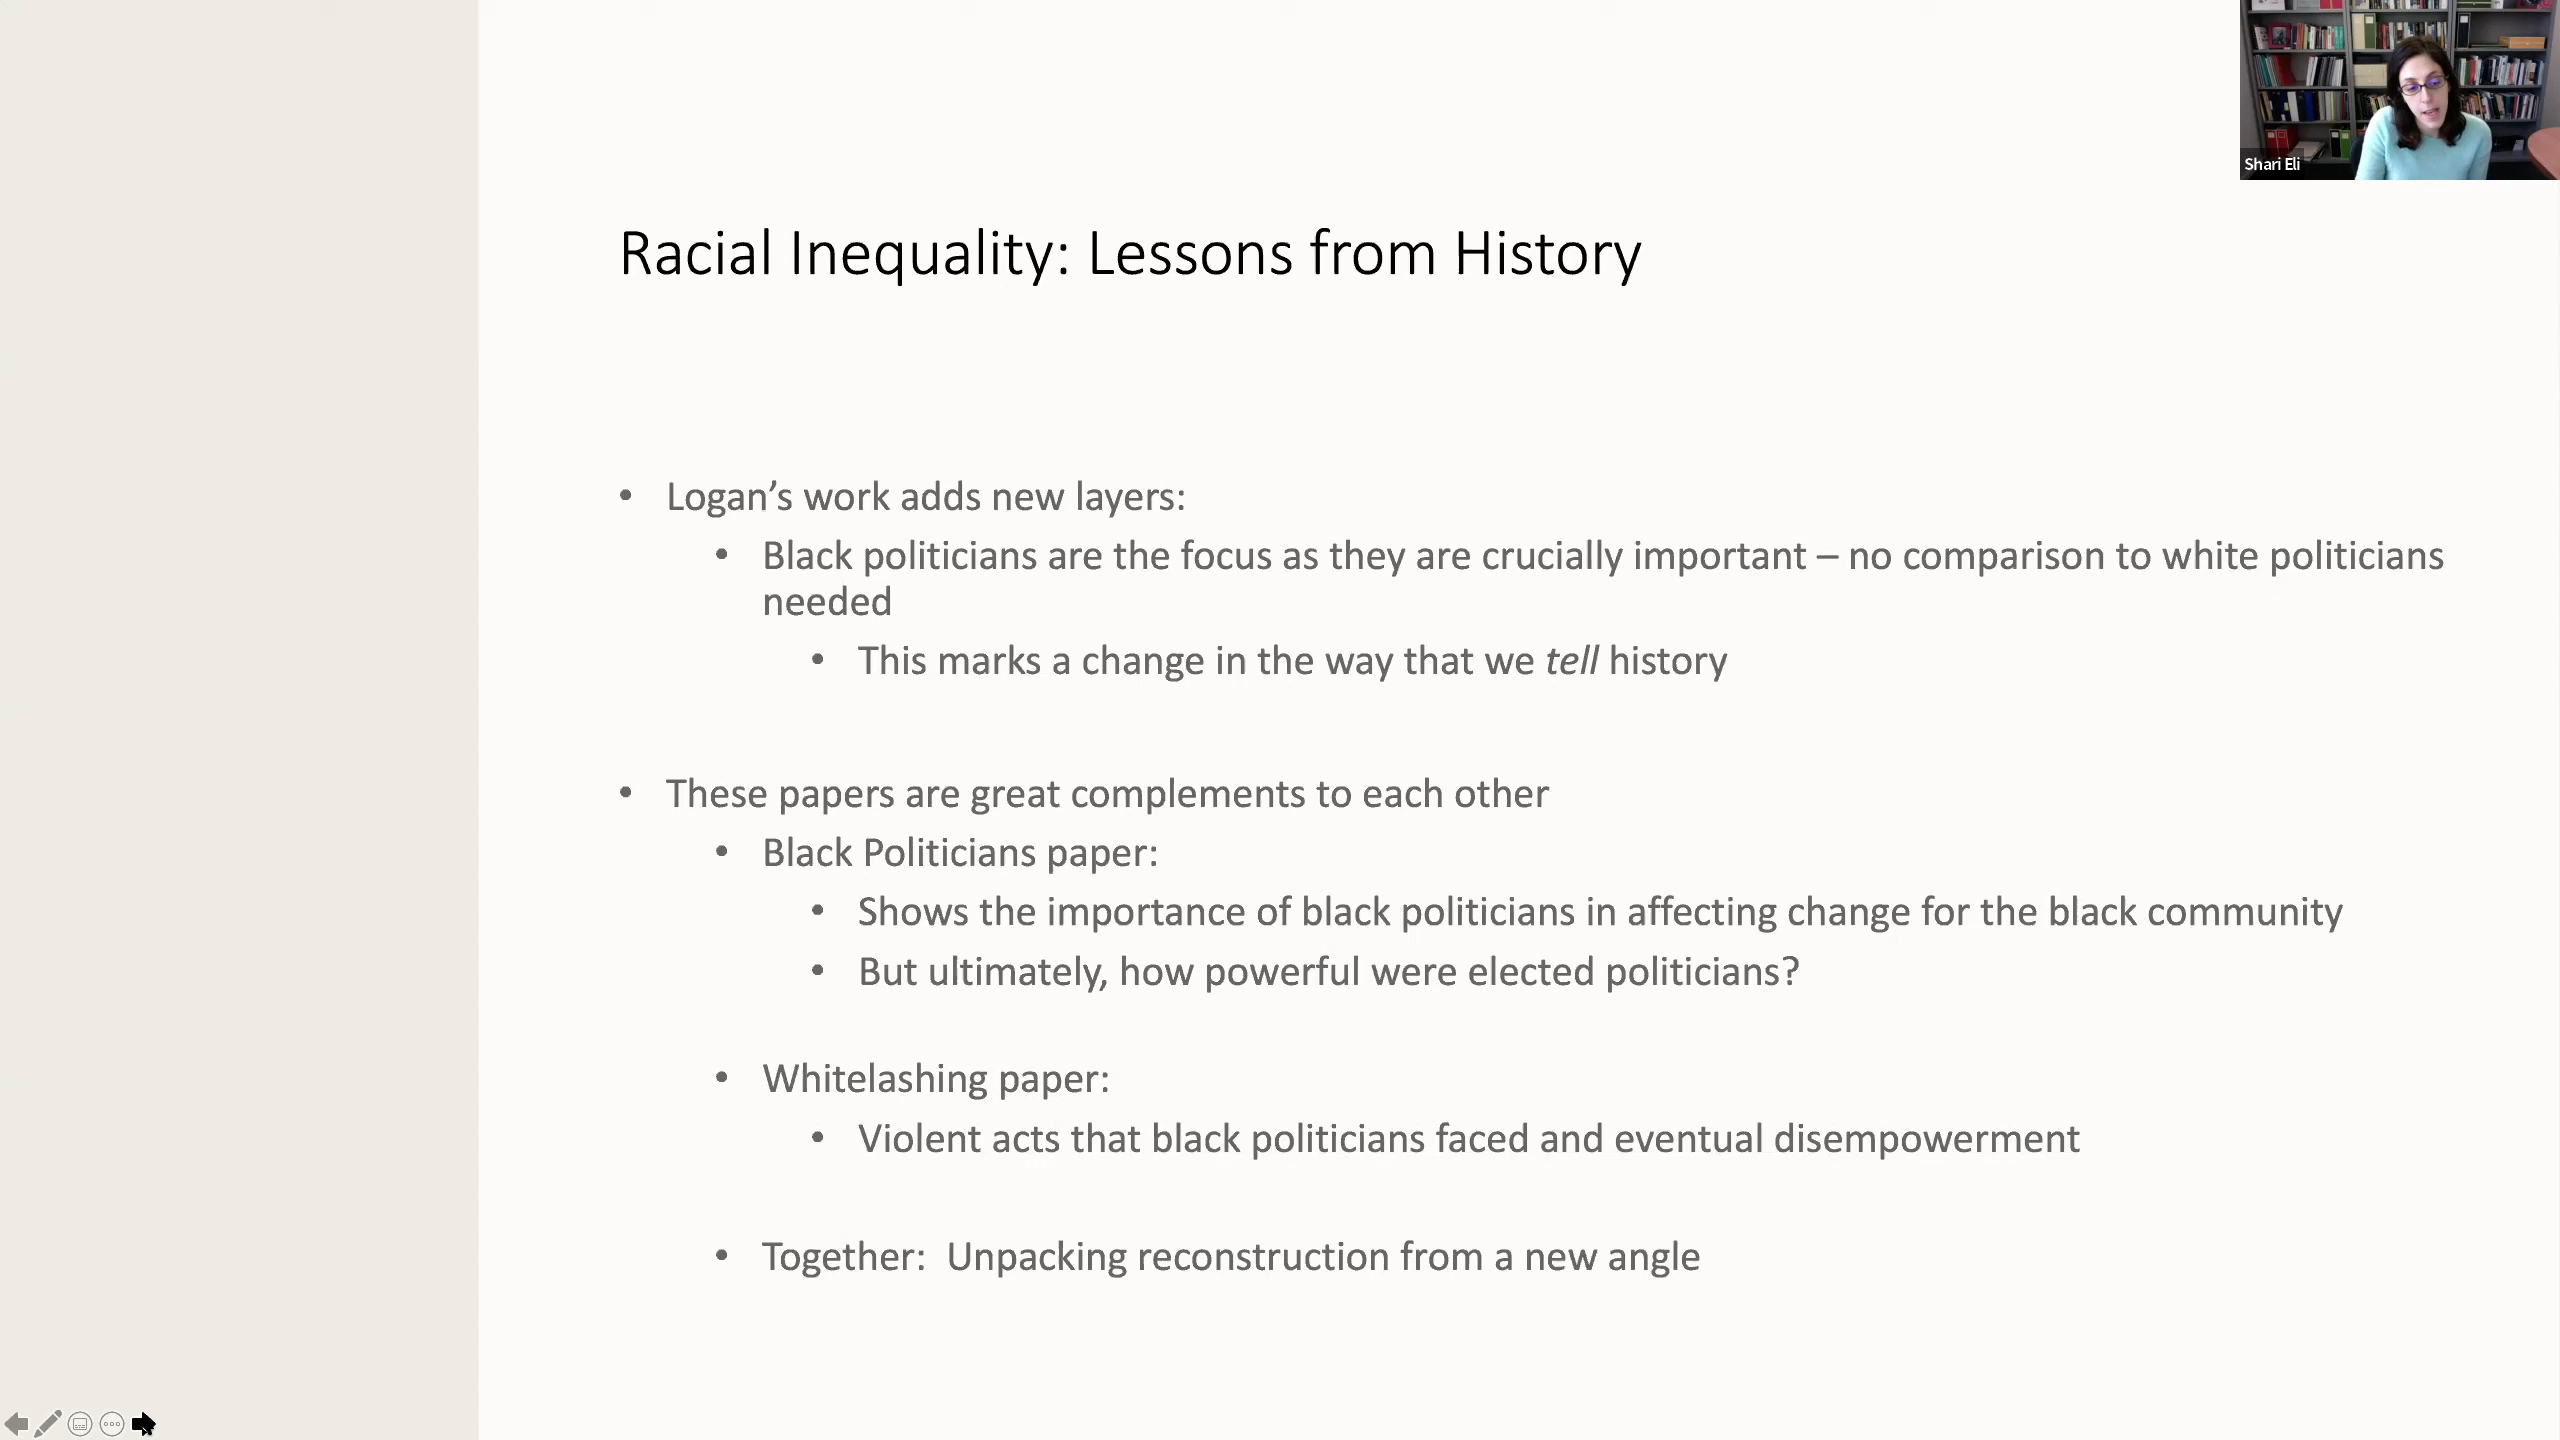 Shari Eli
Racial Inequality: Lessons from History
• Logan’s work adds new layers:
• Black politicians are the focus as they are crucially important – no comparison to white politicians
needed
• This marks a change in the way that we tell history
• These papers are great complements to each other
• Black Politicians paper:
• Shows the importance of black politicians in affecting change for the black community
• But ultimately, how powerful were elected politicians?
• Whitelashing paper:
• Violent acts that black politicians faced and eventual disempowerment
• Together:  Unpacking reconstruction from a new angle